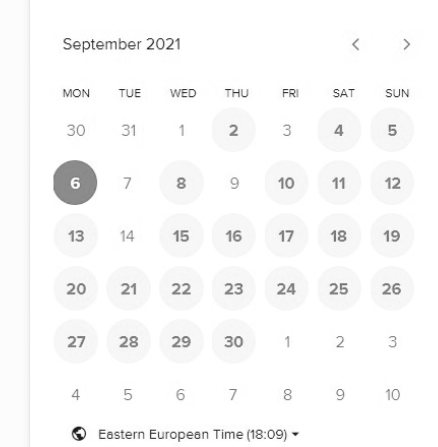 September 2021
MON TUE WED THU FRI SAT SUN
30 31 1 2 3 4 5
6 7 8 9 10 11 12
13 14 15 16 17 18 19
20 21 22 23 24 25 26
27 28 29 30 1 2 3
4 5 6 7 8 9 10
Eastern European Time (18:09)